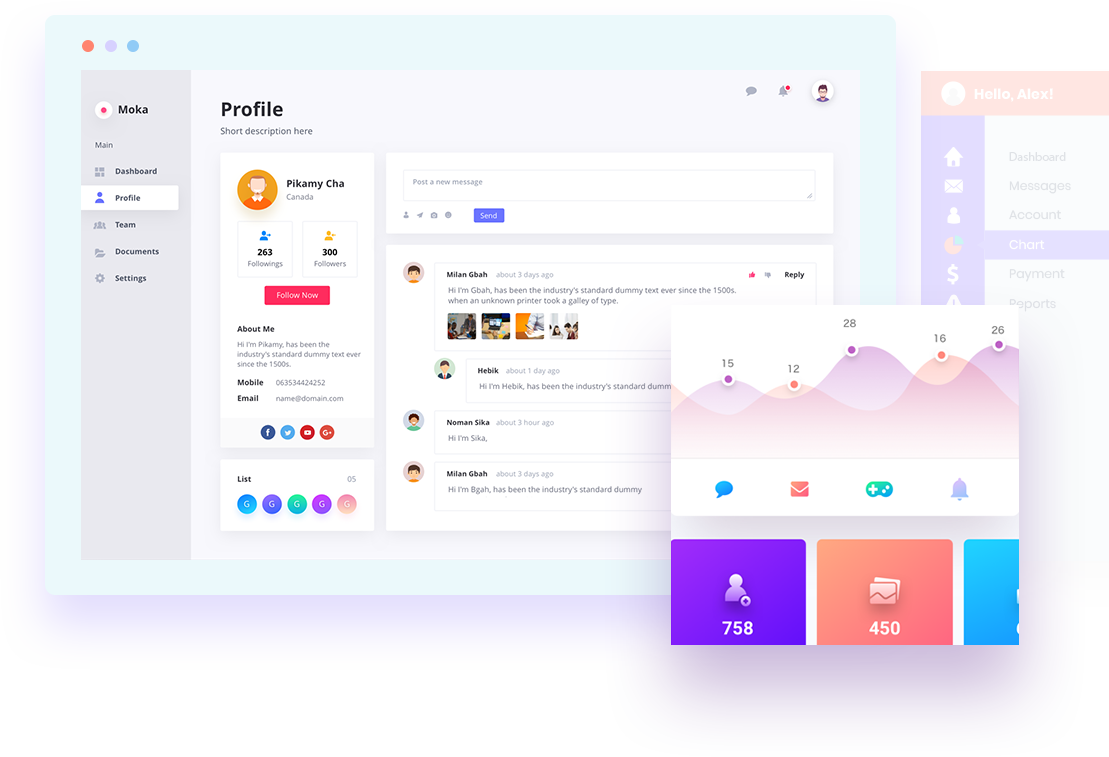 Moka
Main
Dashboard
Profile
Team
Documents
Settings
Profile
Short description here
Pikamy Cha
Canada
263
Followings
300
Followers
Follow Now
About Me
Hi I'm Pikamy, has been the
industry's standard dummy text ever
since the 1500s.
Mobile 063534424252
Email name@domain.com
List 05
G G G G G
Post a new message
Send
Milan Gbah about 3 days ago Reply
Hi I'm Gbah, has been the industry's standard dummy text ever since the 1500s.
when an unknown printer took a galley of type.
Hebik about 1 day ago
Hi I'm Hebik, has been the industry's standard dumm
Noman Sika about 3 hour ago
Hi I'm Sika,
Milan Gbah about 3 days ago
Hi I'm Bgah, has been the industry's standard dummy
Hello, Alex!
Dashboard
Messages
Account
Chart
Payment
Reports
15
12
28
16
26
758
450